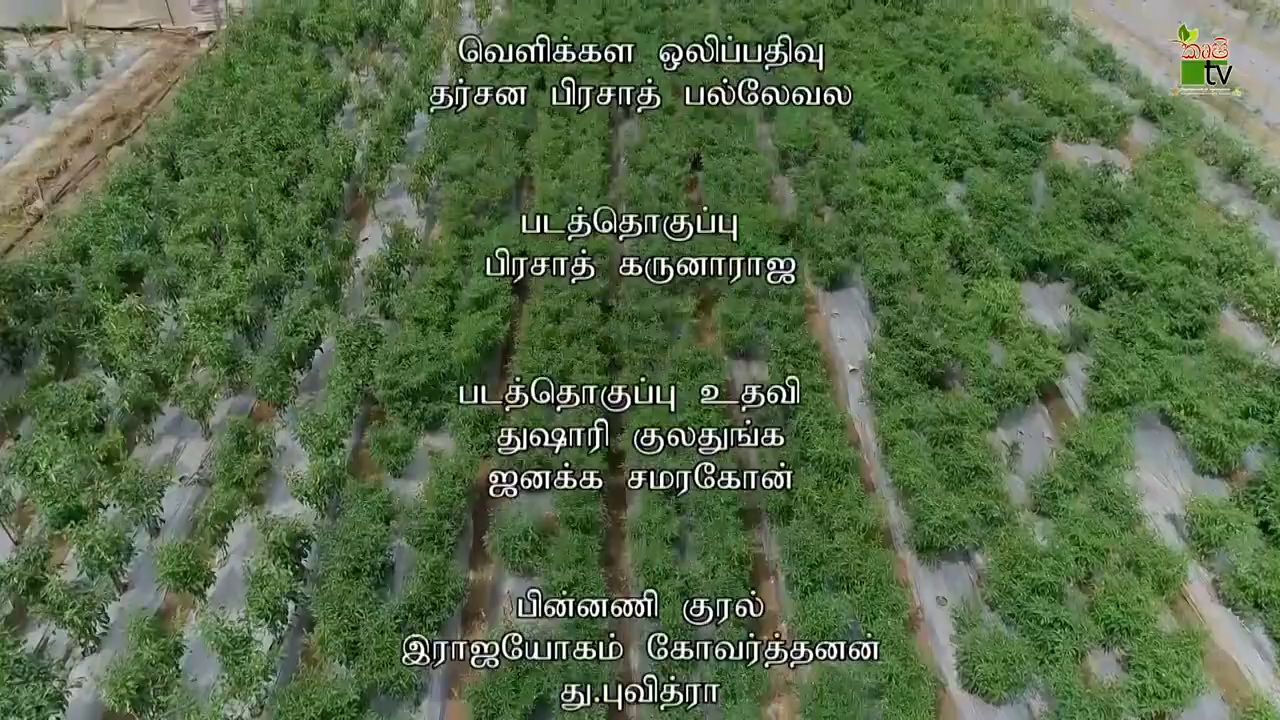 வெளிக்கள ஒலிப்பதிவு
தர்சன பிரசாத் பல்லேவல
කෘෂි
tv
படத்தொகுப்பு
பிரசாத் கருனாராஜ
படத்தொகுப்பு உதவி
துஷாரி குலதுங்க
ஜனக்க சமரகோன்
பின்னணி குரல்
இராஜயோகம் கோவர்த்தனன்
து.புவித்ரா